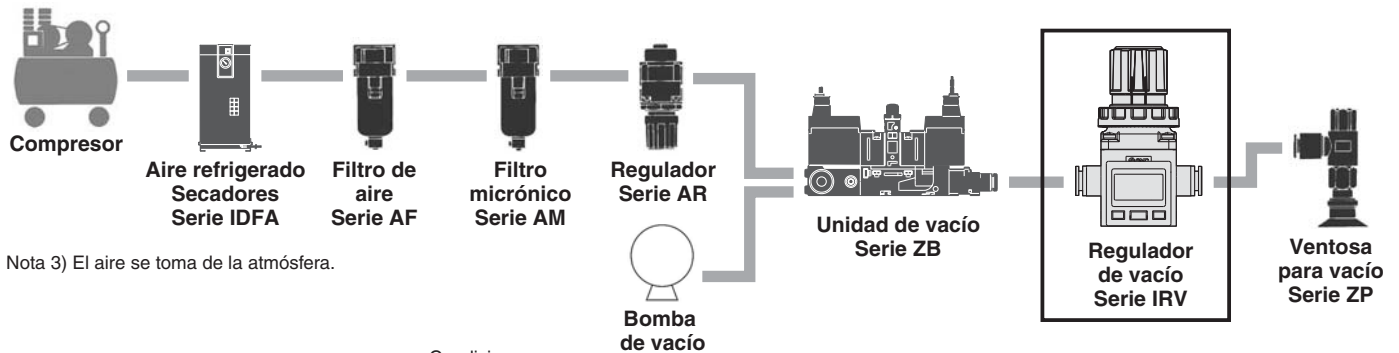 Compresor
Aire refrigerado
Secadores
Serie IDFA
Filtro de
aire
Serie AF
Filtro
micrónico
Serie AM
Regulador
Serie AR
Bomba
de vacío
Unidad de vacío
Serie ZB
Regulador
de vacío
Serie IRV
Ventosa
para vacío
Serie ZP
Nota 3) El aire se toma de la atmósfera.